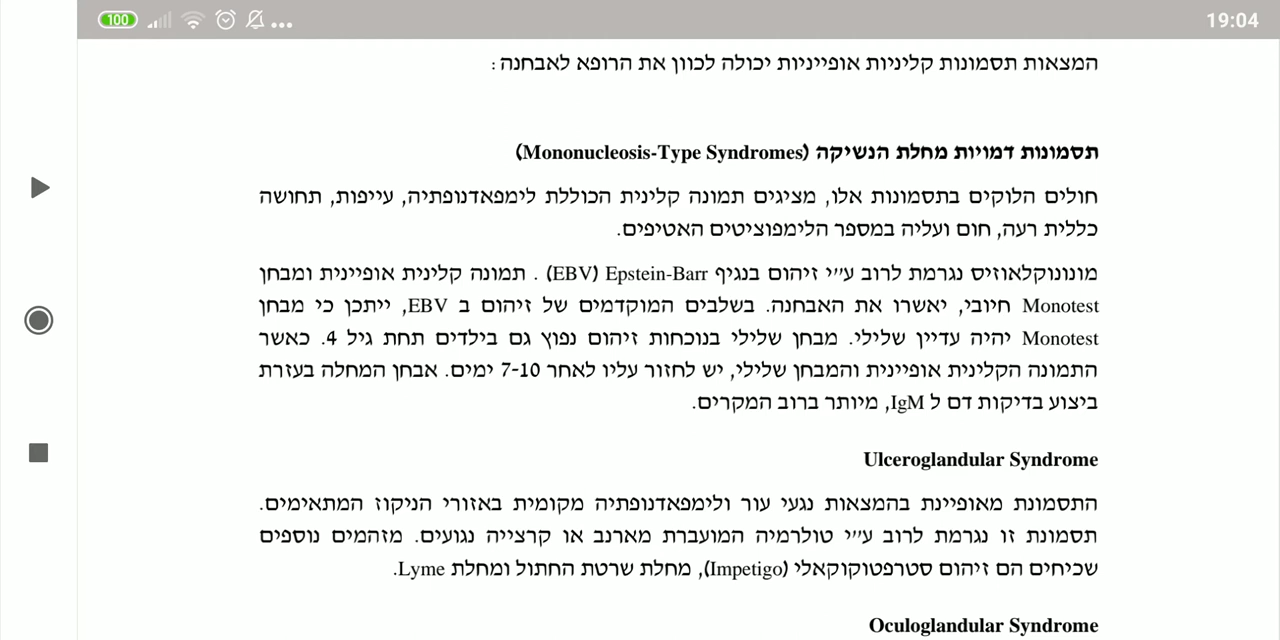 100
19:04
המצאות תסמונות קליניות אופייניות יכולה לכוון את הרופא לאבחנה :
תסמונות דמויות מחלת הנשיקה (Mononucleosis-Type Syndromes)
חולים הלוקים בתסמונות אלו, מציגים תמונה קלינית הכוללת לימפאדנופתיה, עייפות, תחושה
כללית רעה, חום ועליה במספר הלימפוציטים האטיפים.
מונונוקלאוזיס נגרמת לרוב ע״י זיהום בנגיף Epstein-Barr (EBV) . תמונה קלינית אופיינית ומבחן
Monotest חיובי, יאשרו את האבחנה. בשלבים המוקדמים של זיהום ב EBV, ייתכן כי מבחן
Monotest יהיה עדיין שלילי. מבחן שלילי בנוכחות זיהום נפוץ גם בילדים תחת גיל 4. כאשר
התמונה הקלינית אופיינית והמבחן שלילי, יש לחזור עליו לאחר 7-10 ימים. אבחן המחלה בעזרת
ביצוע בדיקות דם ל IgM, מיותר ברוב המקרים.
Ulceroglandular Syndrome
התסמונת מאופיינת בהמצאות נגעי עור ולימפאדנופתיה מקומית באזורי הניקוז המתאימים.
תסמונת זו נגרמת לרוב ע״י טולרמיה המועברת מארנב או קרצייה נגועים. מזהמים נוספים
שכיחים הם זיהום סטרפטוקוקאלי (Impetigo), מחלת שרטת החתול ומחלת Lyme.
Oculoglandular Syndrome